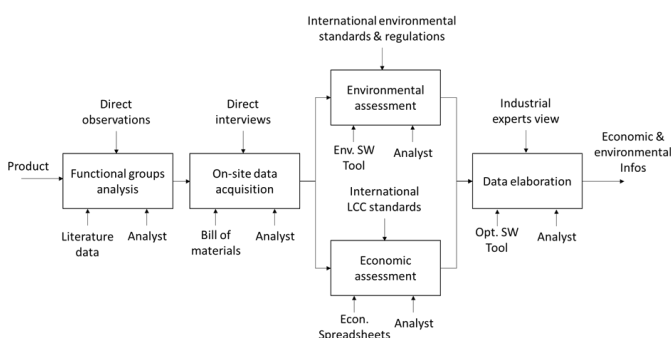 International environmental
standards & regulations
Environmental
assessment
Env. SW
Tool
Analyst
Direct
observations
Direct
interviews
Industrial
experts view
Product
Functional groups
analysis
On-site data
acquisition
Data elaboration
Economic &
environmental
Infos
Literature
data
Analyst
Bill of
materials
Analyst
International
LCC standards
Opt. SW
Tool
Analyst
Economic
assessment
Econ.
Spreadsheets
Analyst